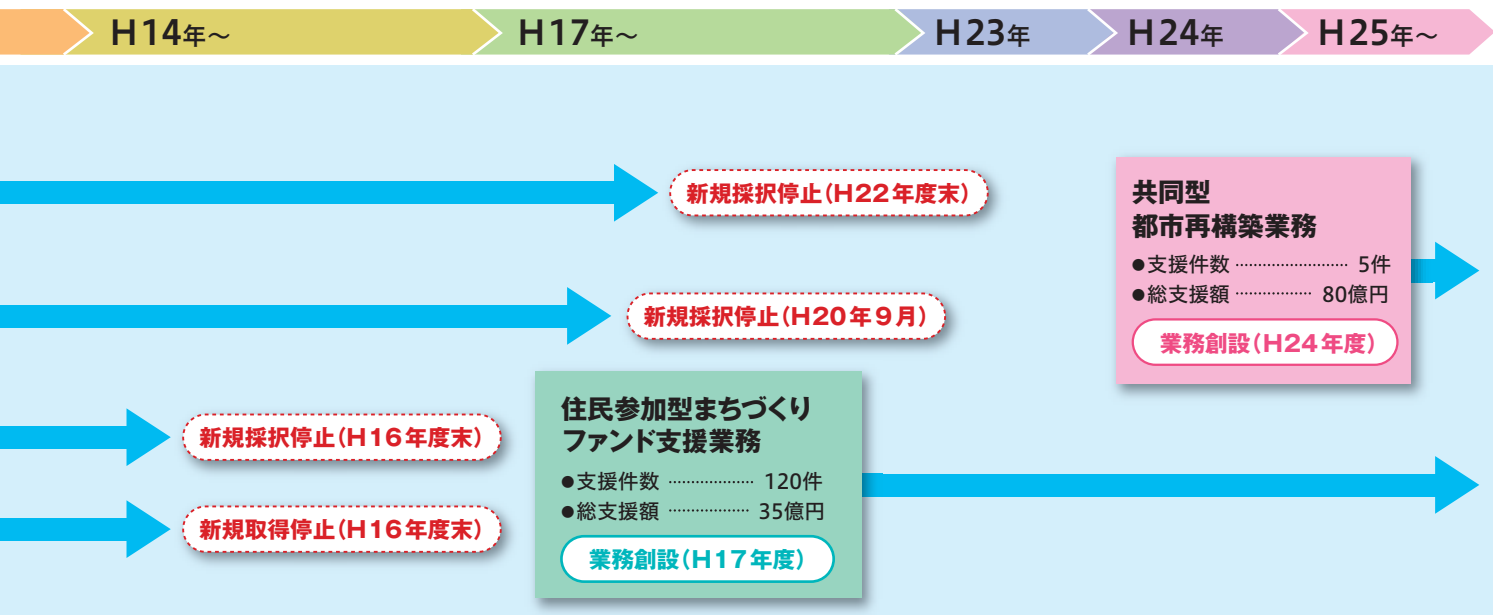 H14年～
H17年～
H23年
H24年
H25年～
新規採択停止（H22年度末）
共同型
都市再構築業務
●支援件数 ························· 5件
●総支援額 ················· 80億円
業務創設（H24年度）
新規採択停止（H20年9月）
住民参加型まちづくり
ファンド支援業務
●支援件数 ··················· 120件
●総支援額 ·················· 35億円
業務創設（H17年度）
新規採択停止（H16年度末）
新規取得停止（H16年度末）